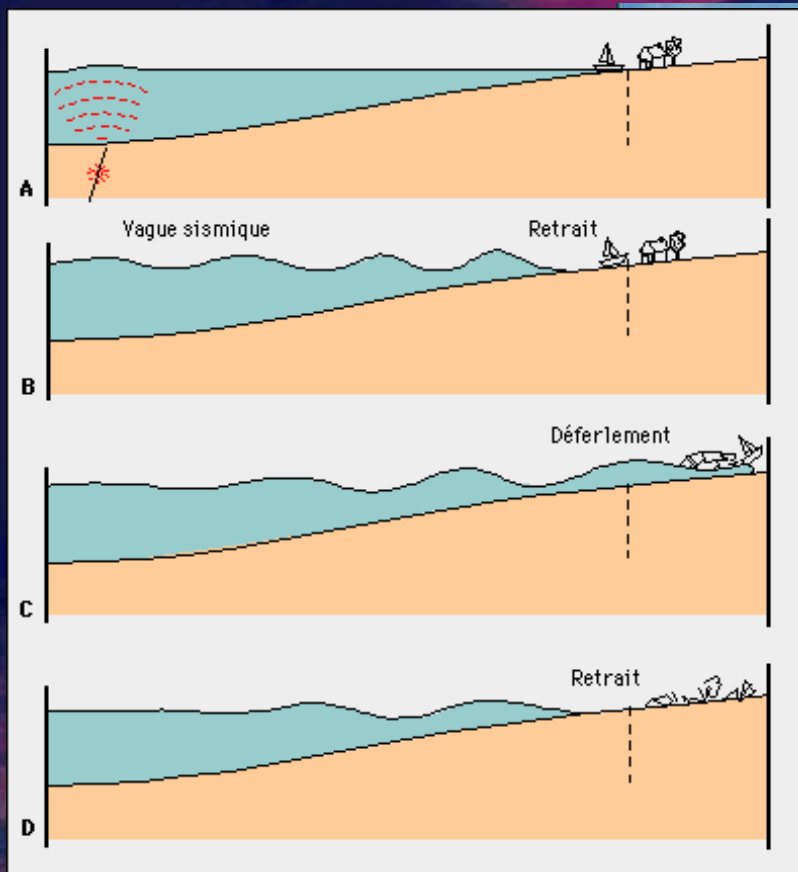 A
Vague sismique
Retrait
B
Déferlement
C
Retrait
D